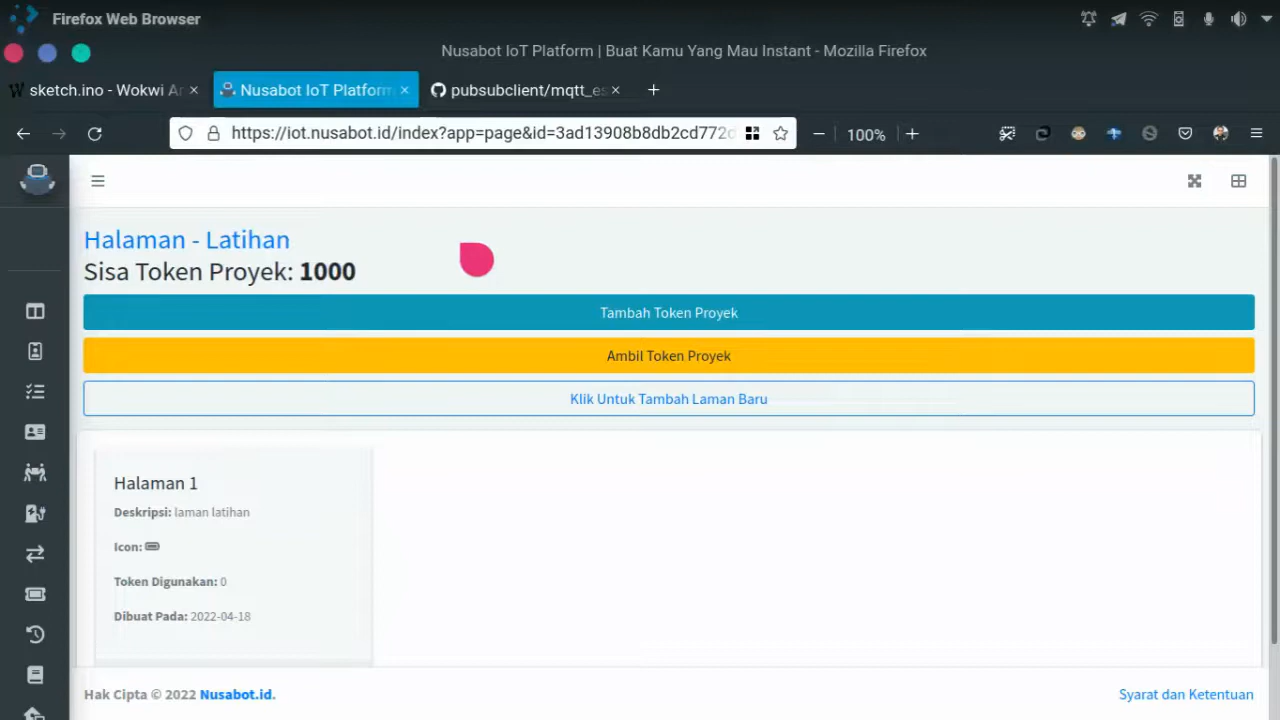 Firefox Web Browser
Nusabot IoT Platform | Buat Kamu Yang Mau Instant - Mozilla Firefox
sketch.ino - Wokwi Ar
Nusabot IoT Platform
pubsubclient/mqtt_es
https://iot.nusabot.id/index?app=page&id=3ad13908b8db2cd772d
100%
Halaman - Latihan
Sisa Token Proyek: 1000
Tambah Token Proyek
Ambil Token Proyek
Klik Untuk Tambah Laman Baru
Halaman 1
Deskripsi: laman latihan
Icon:
Token Digunakan: 0
Dibuat Pada: 2022-04-18
Hak Cipta © 2022 Nusabot.id.
Syarat dan Ketentuan